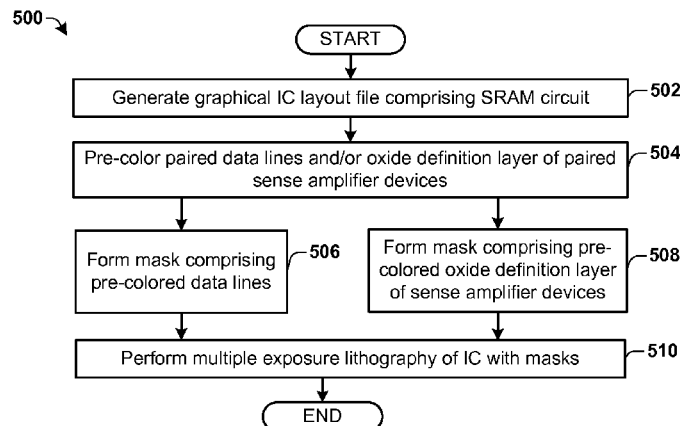 500
START
Generate graphical IC layout file comprising SRAM circuit
502
Pre-color paired data lines and/or oxide definition layer of paired
sense amplifier devices
504
Form mask comprising
pre-colored data lines
506
Form mask comprising pre-
colored oxide definition layer
of sense amplifier devices
508
Perform multiple exposure lithography of IC with masks
510
END